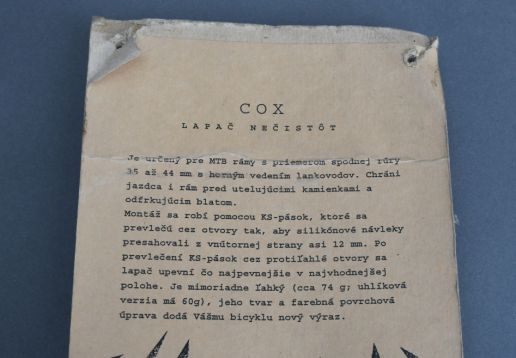 COX
LAPAČ NEČISTÔT
Je určený pre MTB rámy s priemerom spodnej rúry
35 až 44 mm s horným vedením lankovodov. Chráni
jazdca i rám pred utelujúcimi kamienkami a
odfrkujúcim blatom.
Montáž sa robí pomocou KS-pások, ktoré sa
prevlečú cez otvory tak, aby silikónové návleky
presahovali z vnútornej strany asi 12 mm. Po
prevlečení KS-pások cez protiľahlé otvory sa
lapač upevní čo najpevnejšie v najvhodnejšej
polohe. Je mimoriadne ľahký (cca 74 g; uhlíková
verzia má 60g), jeho tvar a farebná povrchová
úprava dodá Vášmu bicyklu nový výraz.